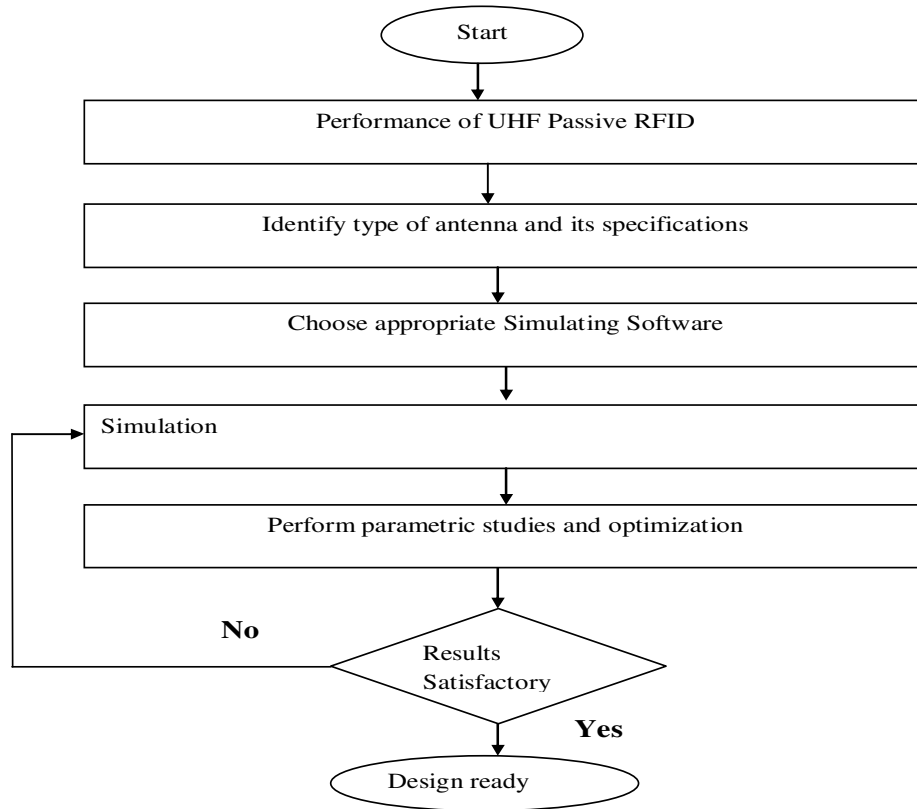 Start
Performance of UHF Passive RFID
Identify type of antenna and its specifications
Choose appropriate Simulating Software
Simulation
Perform parametric studies and optimization
No
Results
Satisfactory
Yes
Design ready